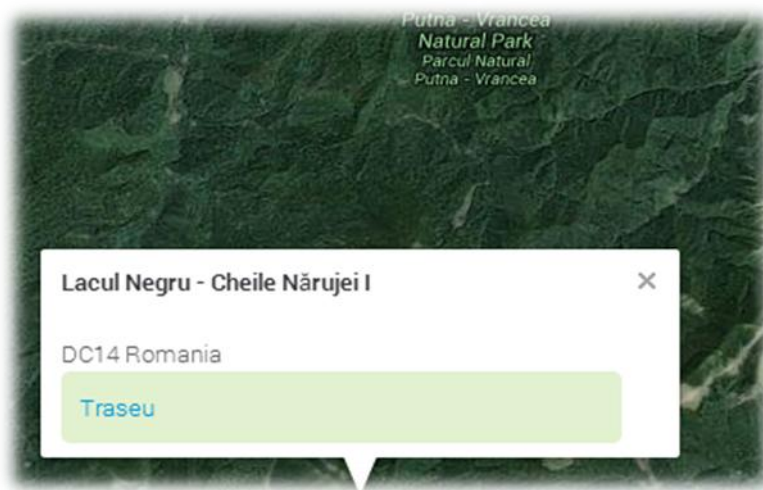 Putna - Vrancea
Natural Park
Parcul Natural
Putna - Vrancea
Lacul Negru - Cheile Nărujei I
×
DC14 Romania
Traseu